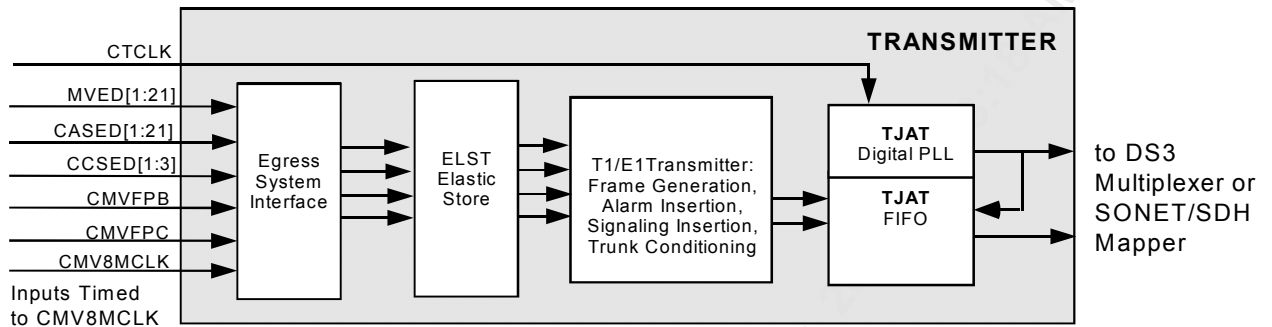 TRANSMITTER
CTCLK
MVED[1:21]
CASED[1:21]
CCSED[1:3]
CMVFPB
CMVFPC
CMV8MCLK
Inputs Timed
to CMV8MCLK
Egress
System
Interface
ELST
Elastic
Store
T1/E1Transmitter:
Frame Generation,
Alarm Insertion,
Signaling Insertion,
Trunk Conditioning
TJAT
Digital PLL
TJAT
FIFO
to DS3
Multiplexer or
SONET/SDH
Mapper